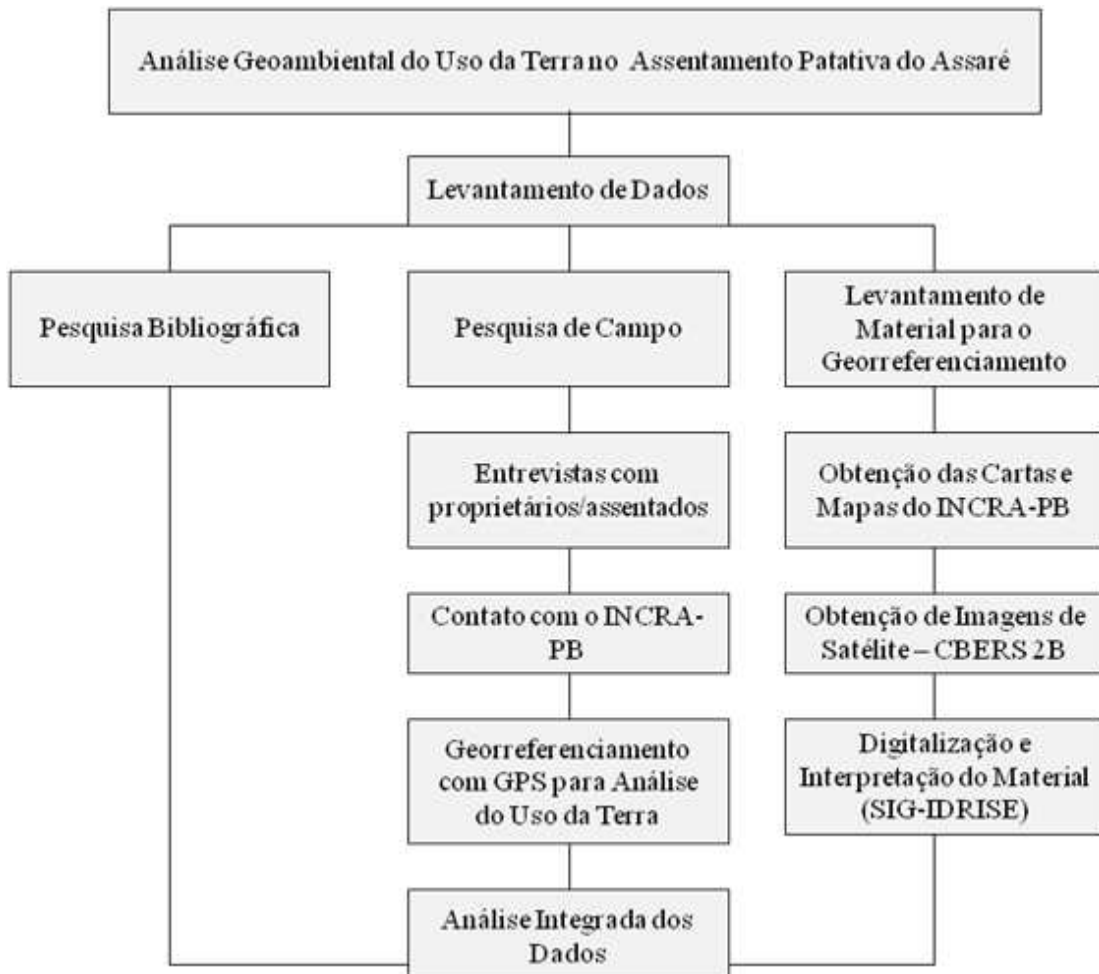 Análise Geoambiental do Uso da Terra no Assentamento Patativa do Assaré
Levantamento de Dados
Pesquisa Bibliográfica
Pesquisa de Campo
Entrevistas com
proprietários/assentados
Contato com o INCRA-
PB
Georreferenciamento
com GPS para Análise
do Uso da Terra
Levantamento de
Material para o
Georreferenciamento
Obtenção das Cartas e
Mapas do INCRA-PB
Obtenção de Imagens de
Satélite – CBERS 2B
Digitalização e
Interpretação do Material
(SIG-IDRISE)
Análise Integrada dos
Dados